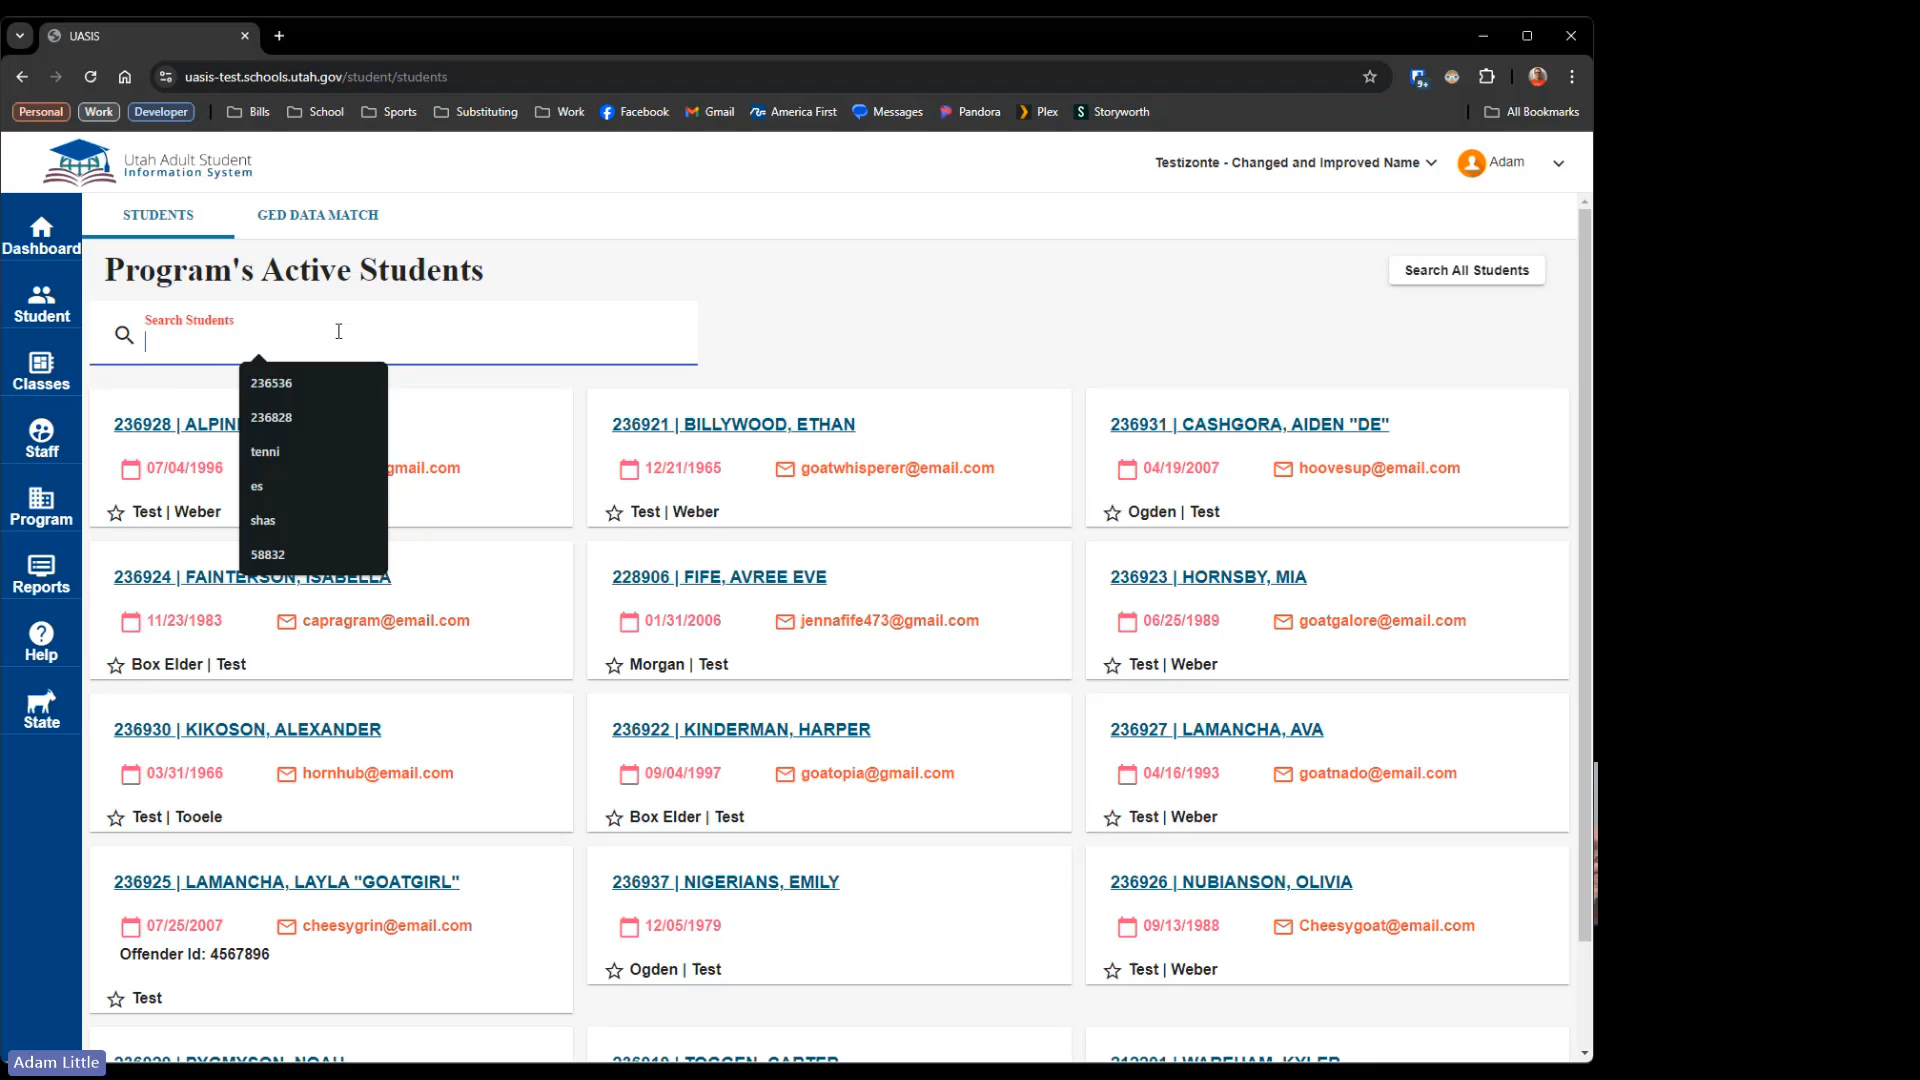 UASIS
uasis-test.schools.utah.gov/student/students
9+
Personal Work Developer Bills School Sports Substituting Work Facebook Gmail America First Messages Pandora Plex Storyworth All Bookmarks
Utah Adult Student
Information System
Testizonte - Changed and Improved Name
Adam
Dashboard
Student
Classes
Staff
Program
Reports
Help
State
STUDENTS GED DATA MATCH
Program's Active Students
Search All Students
Search Students
236536
236828
tenni
es
shas
58832
236928 | ALPIN
07/04/1996 gmail.com
Test | Weber
236921 | BILLYWOOD, ETHAN
12/21/1965 goatwhisperer@email.com
Test | Weber
236931 | CASHGORA, AIDEN "DE"
04/19/2007 hoovesup@email.com
Ogden | Test
236924 | FAINTERSON, ISABELLA
11/23/1983 capragram@email.com
Box Elder | Test
228906 | FIFE, AVREE EVE
01/31/2006 jennafife473@gmail.com
Morgan | Test
236923 | HORNSBY, MIA
06/25/1989 goatgalore@email.com
Test | Weber
236930 | KIKOSON, ALEXANDER
03/31/1966 hornhub@email.com
Test | Tooele
236922 | KINDERMAN, HARPER
09/04/1997 goatopia@gmail.com
Box Elder | Test
236927 | LAMANCHA, AVA
04/16/1993 goatnado@email.com
Test | Weber
236925 | LAMANCHA, LAYLA "GOATGIRL"
07/25/2007 cheesygrin@email.com
Offender Id: 4567896
Test
236937 | NIGERIANS, EMILY
12/05/1979
Ogden | Test
236926 | NUBIANSON, OLIVIA
09/13/1988 Cheesygoat@email.com
Test | Weber
Adam Little